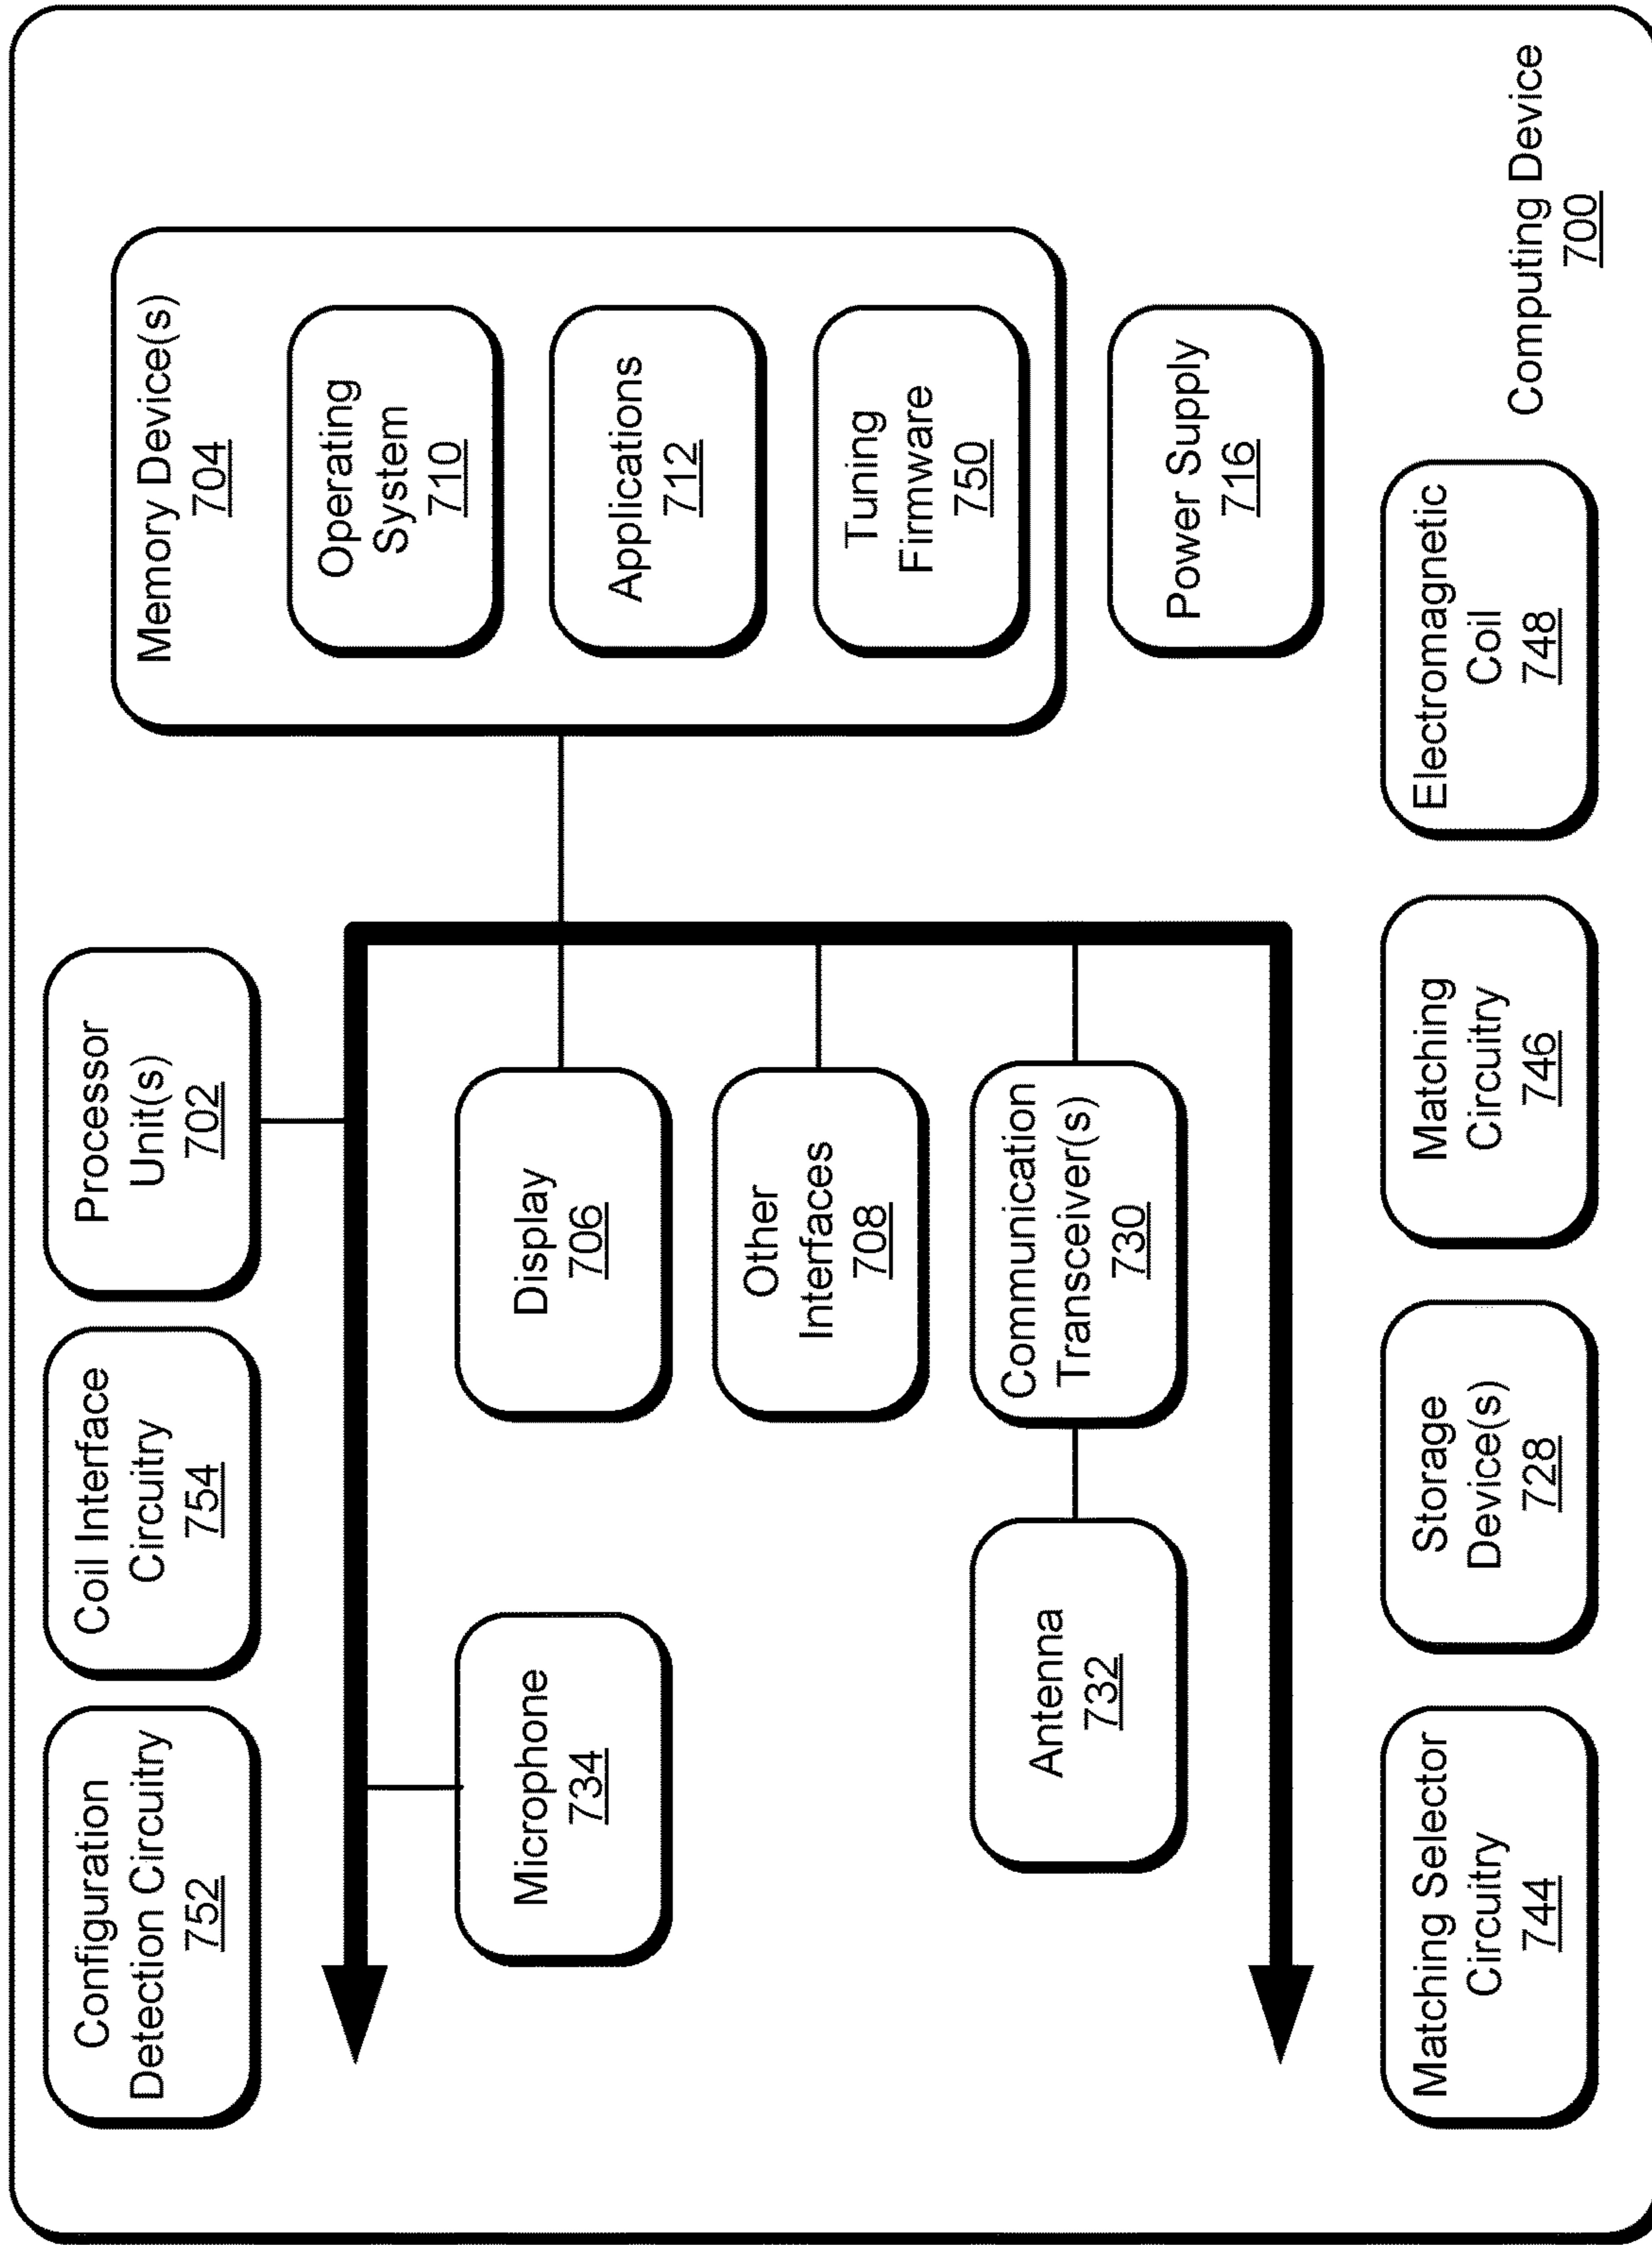 Configuration
Detection Circuitry
752
Coil Interface
Circuitry
754
Processor
Unit(s)
702
Memory Device(s)
704
Operating
System
710
Applications
712
Tuning
Firmware
750
Microphone
734
Display
706
Other
Interfaces
708
Antenna
732
Communication
Transceiver(s)
730
Power Supply
716
Matching Selector
Circuitry
744
Storage
Device(s)
728
Matching
Circuitry
746
Electromagnetic
Coil
748
Computing Device
700